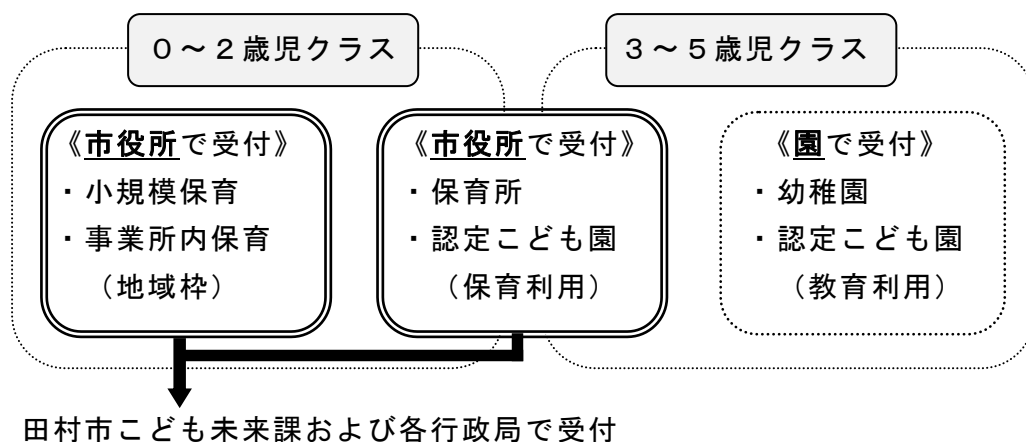 ０～２歳児クラス
３～５歳児クラス
《市役所で受付》
・小規模保育
・事業所内保育
（地域枠）
《市役所で受付》
・保育所
・認定こども園
（保育利用）
《園で受付》
・幼稚園
・認定こども園
（教育利用）
田村市こども未来課および各行政局で受付